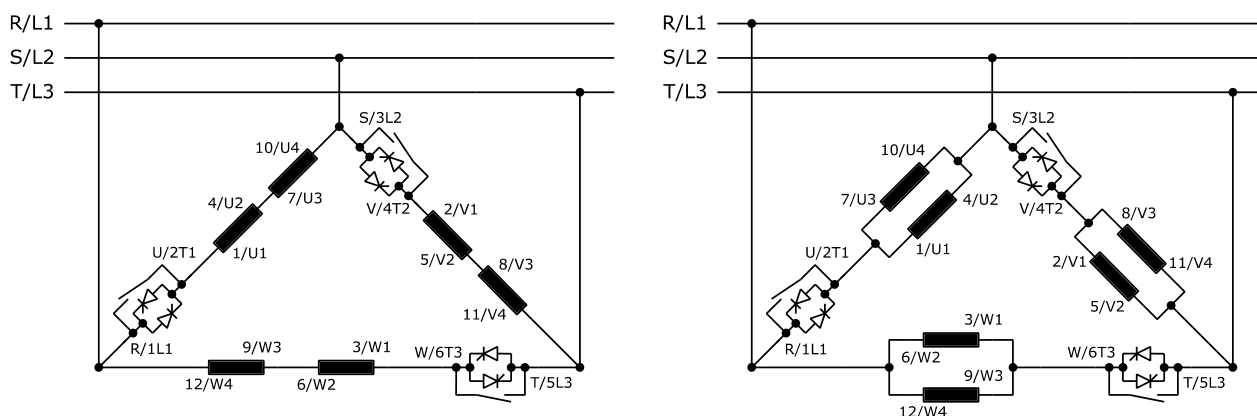 R/L1
S/L2
T/L3
S/3L2
10/U4
7/U3
4/U2
1/U1
V/4T2
2/V1
5/V2
8/V3
11/V4
U/2T1
R/1L1
9/W3
3/W1
W/6T3
12/W4
6/W2
T/5L3
R/L1
S/L2
T/L3
S/3L2
10/U4
7/U3
4/U2
1/U1
V/4T2
8/V3
2/V1
11/V4
5/V2
U/2T1
R/1L1
3/W1
6/W2
9/W3
12/W4
W/6T3
T/5L3